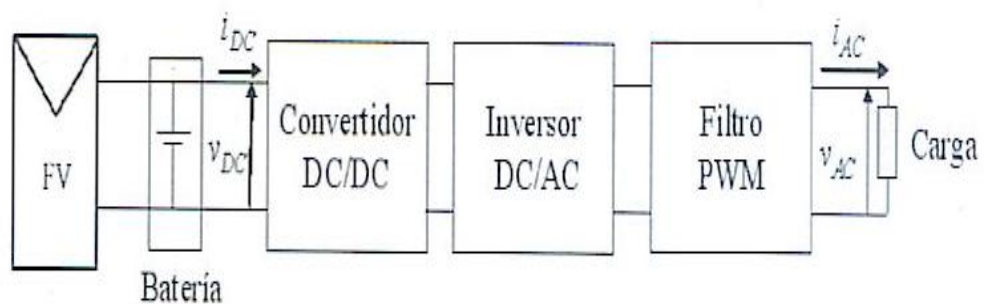 FV
Batería
i_DC
v_DC
Convertidor
DC/DC
Inversor
DC/AC
Filtro
PWM
i_AC
v_AC
Carga